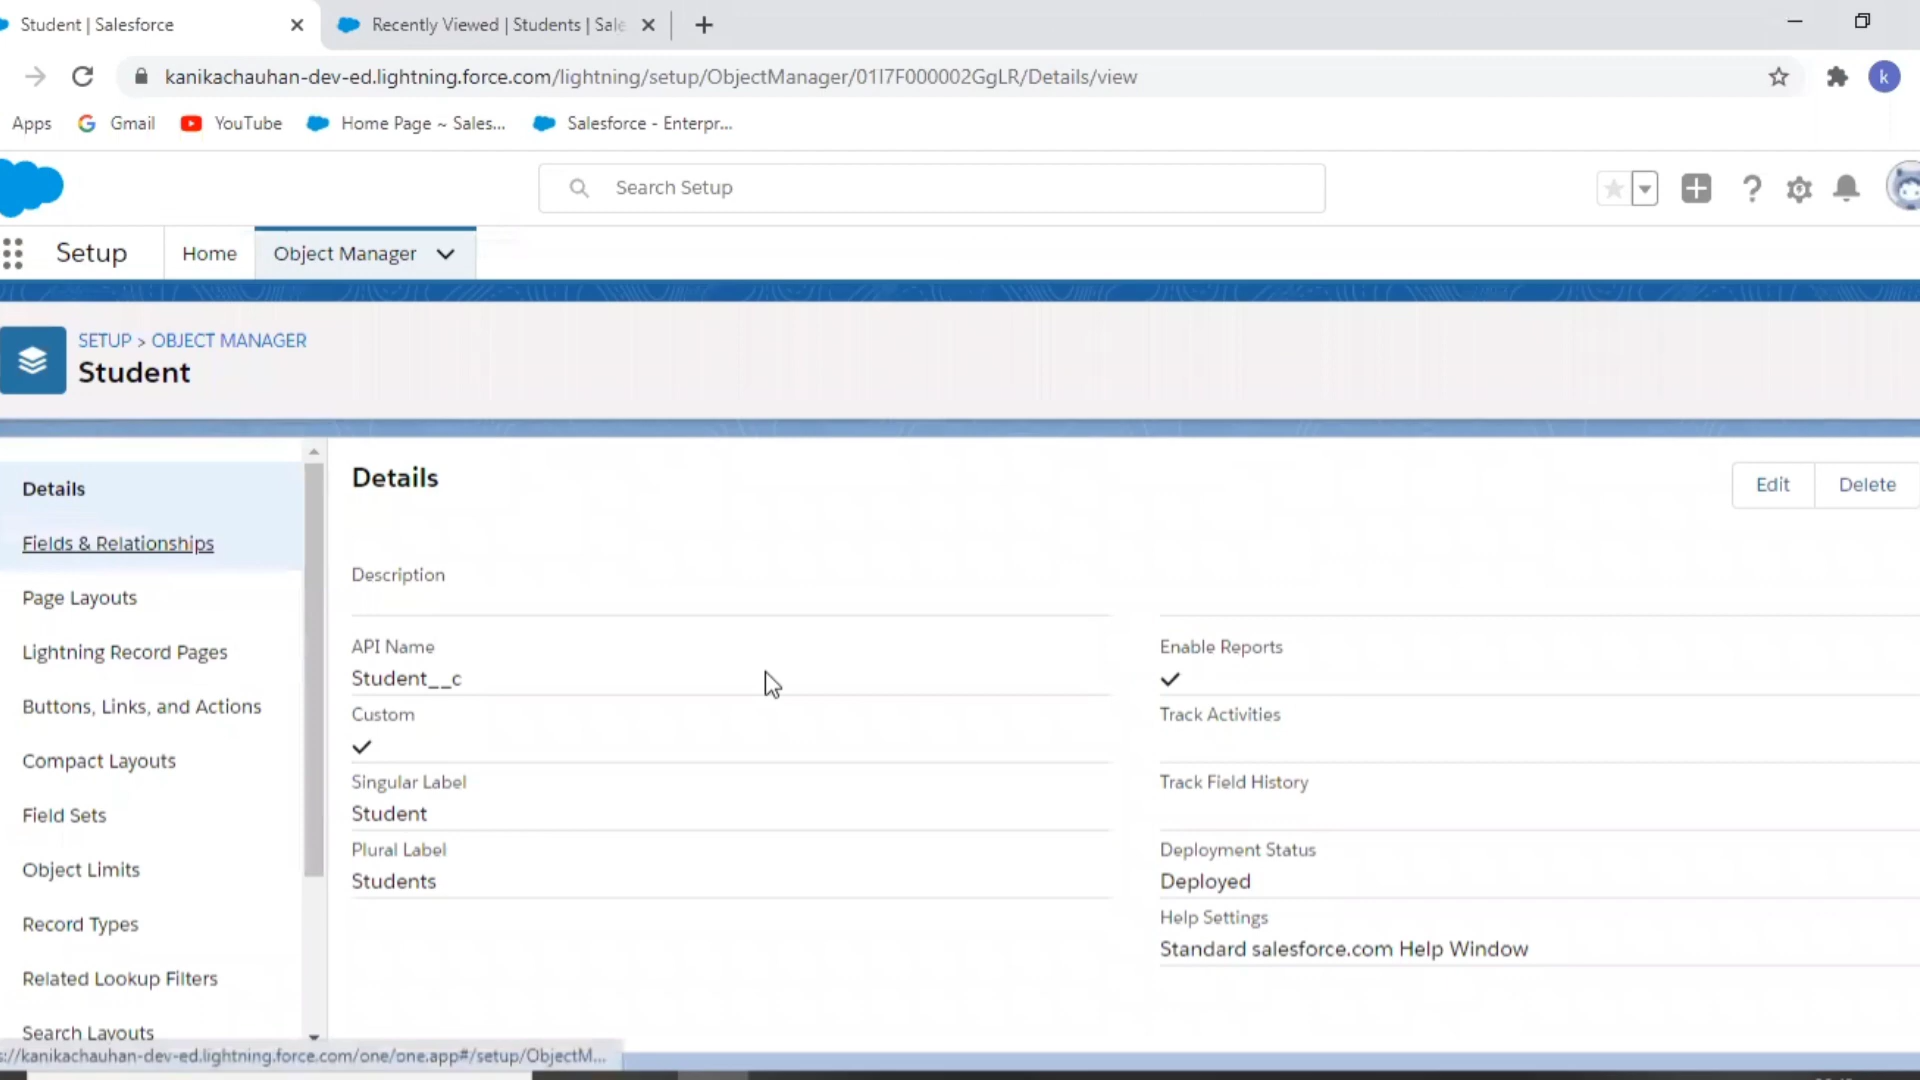 Student | Salesforce
Recently Viewed | Students | Sale
kanikachauhan-dev-ed.lightning.force.com/lightning/setup/ObjectManager/01I7F000002GgLR/Details/view
k
Apps
Gmail
YouTube
Home Page ~ Sales...
Salesforce - Enterpr...
Search Setup
Setup
Home
Object Manager
SETUP > OBJECT MANAGER
Student
Details
Fields & Relationships
Page Layouts
Lightning Record Pages
Buttons, Links, and Actions
Compact Layouts
Field Sets
Object Limits
Record Types
Related Lookup Filters
Search Layouts
Details
Edit
Delete
Description
API Name
Student__c
Custom
Singular Label
Student
Plural Label
Students
Enable Reports
Track Activities
Track Field History
Deployment Status
Deployed
Help Settings
Standard salesforce.com Help Window
s://kanikachauhan-dev-ed.lightning.force.com/one/one.app#/setup/ObjectM...